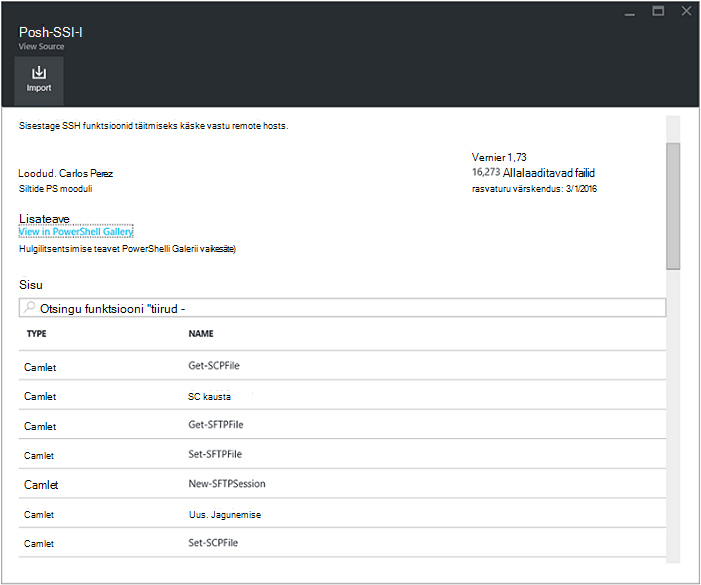 Posh-SSI-I
View Source
Import
Sisestage SSH funktsioonid täitmiseks käske vastu remote hosts.
Vernier 1,73
Loodud. Carlos Perez
16,273 Allalaaditavad failid
Siltide PS mooduli
rasvaturu värskendus: 3/1/2016
Lisateave
View in PowerShell Gallery
Hulgilitsentsimise teavet PowerShelli Galerii vaikesäte)
Sisu
Otsingu funktsiooni "tiirud -
TYPE NAME
Camlet Get-SCPFile
Camlet SC kausta
Camlet Get-SFTPFile
Camlet Set-SFTPFile
Camlet New-SFTPSession
Camlet Uus. Jagunemise
Camlet Set-SCPFile